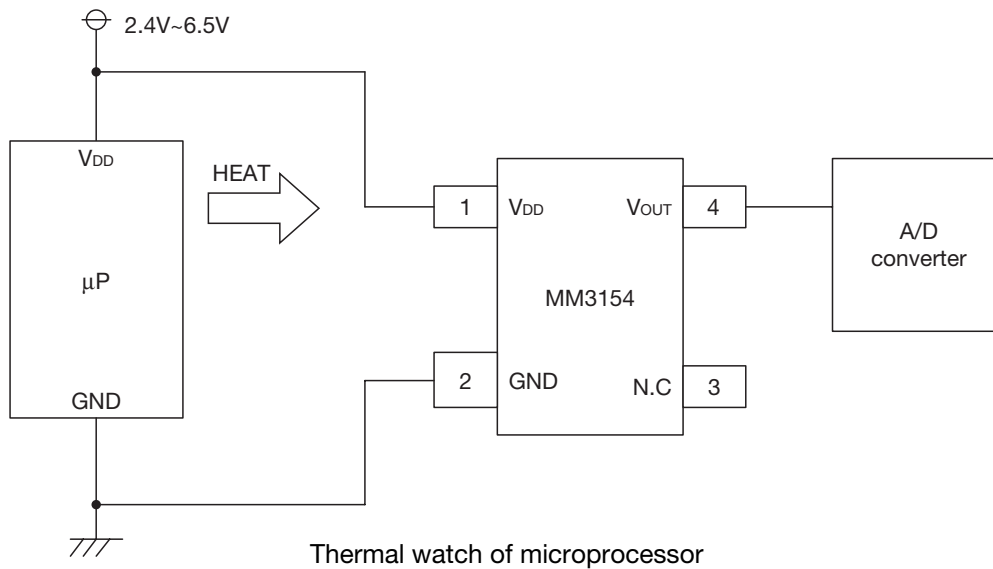 2.4V~6.5V
VDD
HEAT
μP
GND
1
VDD
VOUT
4
MM3154
2
GND
N.C
3
A/D
converter
Thermal watch of microprocessor